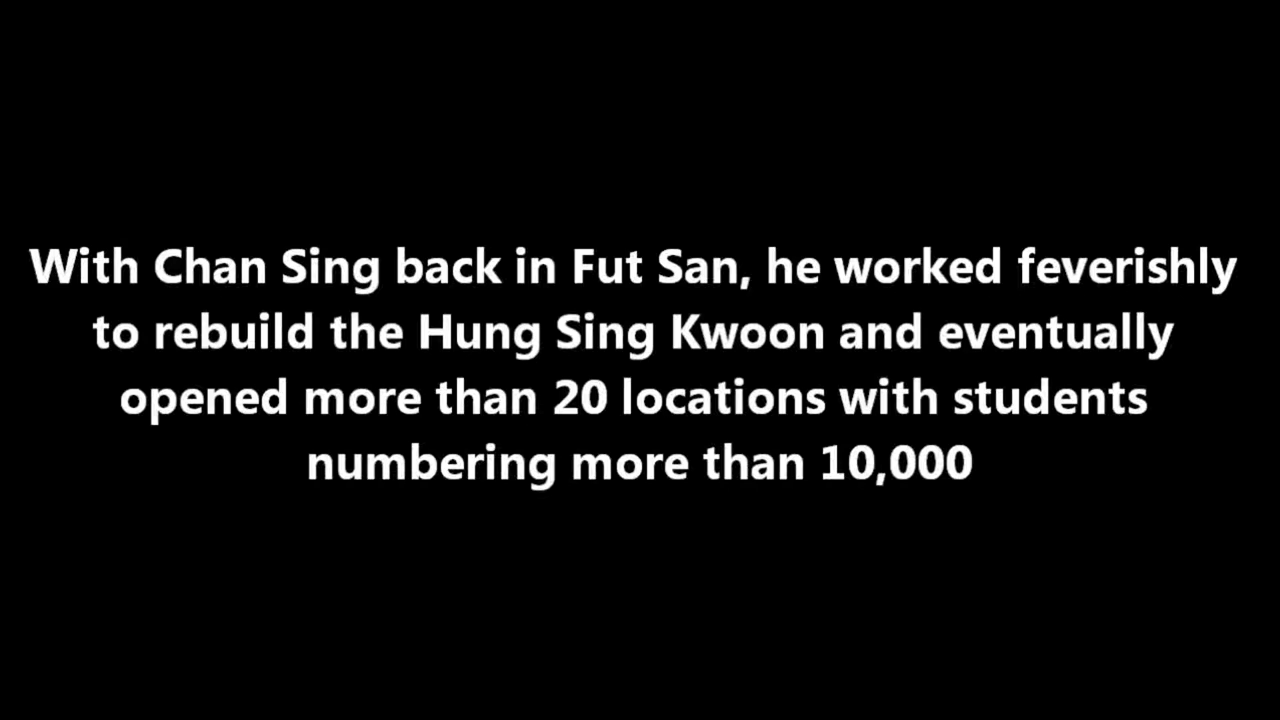 With Chan Sing back in Fut San, he worked feverishly
to rebuild the Hung Sing Kwoon and eventually
opened more than 20 locations with students
numbering more than 10,000